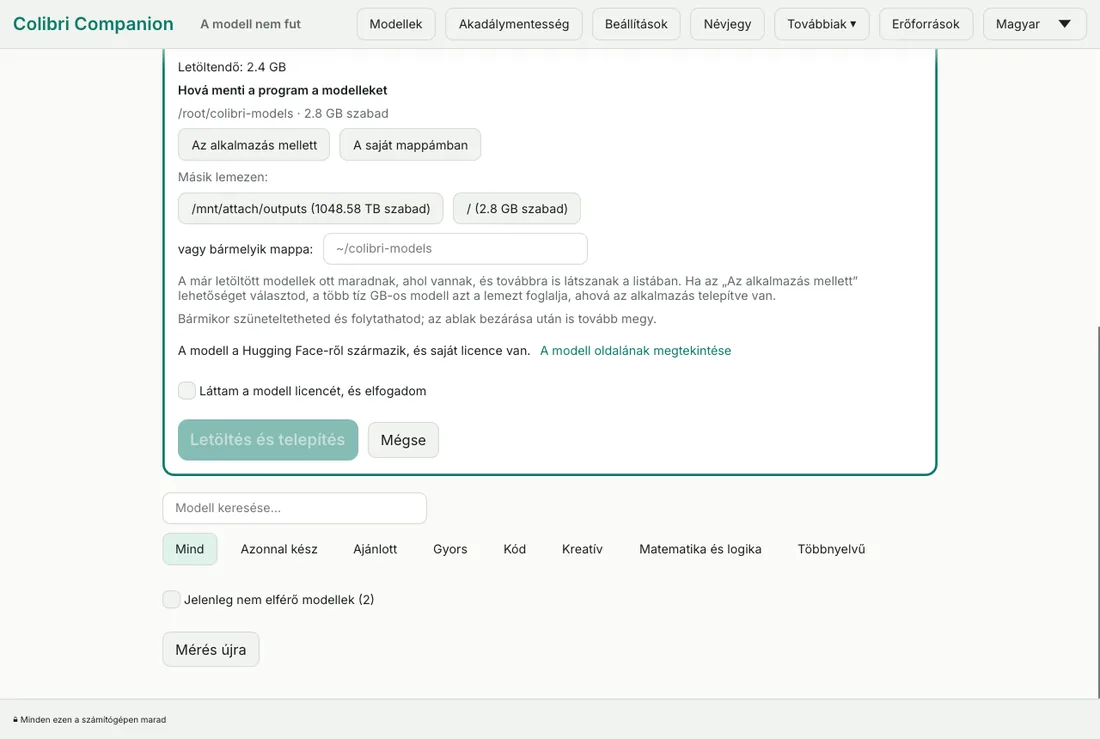 Colibri Companion
A modell nem fut
Modellek
Akadálymentesség
Beállítások
Névjegy
Továbbiak ▾
Erőforrások
Magyar
Letöltendő: 2.4 GB
Hová menti a program a modelleket
/root/colibri-models · 2.8 GB szabad
Az alkalmazás mellett
A saját mappámban
Másik lemezen:
/mnt/attach/outputs (1048.58 TB szabad)
/ (2.8 GB szabad)
vagy bármelyik mappa:
~/colibri-models
A már letöltött modellek ott maradnak, ahol vannak, és továbbra is látszanak a listában. Ha az „Az alkalmazás mellett”
lehetőséget választod, a több tíz GB-os modell azt a lemezt foglalja, ahová az alkalmazás telepítve van.
Bármikor szüneteltetheted és folytathatod; az ablak bezárása után is tovább megy.
A modell a Hugging Face-ről származik, és saját licence van.
A modell oldalának megtekintése
Láttam a modell licencét, és elfogadom
Letöltés és telepítés
Mégse
Modell keresése…
Mind
Azonnal kész
Ajánlott
Gyors
Kód
Kreatív
Matematika és logika
Többnyelvű
Jelenleg nem elférő modellek (2)
Mérés újra
Minden ezen a számítógépen marad